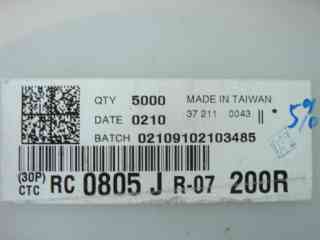 QTY 5000 MADE IN TAIWAN
DATE 0210 37 211 0043 || *
BATCH 02109102103485
5%
(30P) CTC RC 0805 J R-07 200R